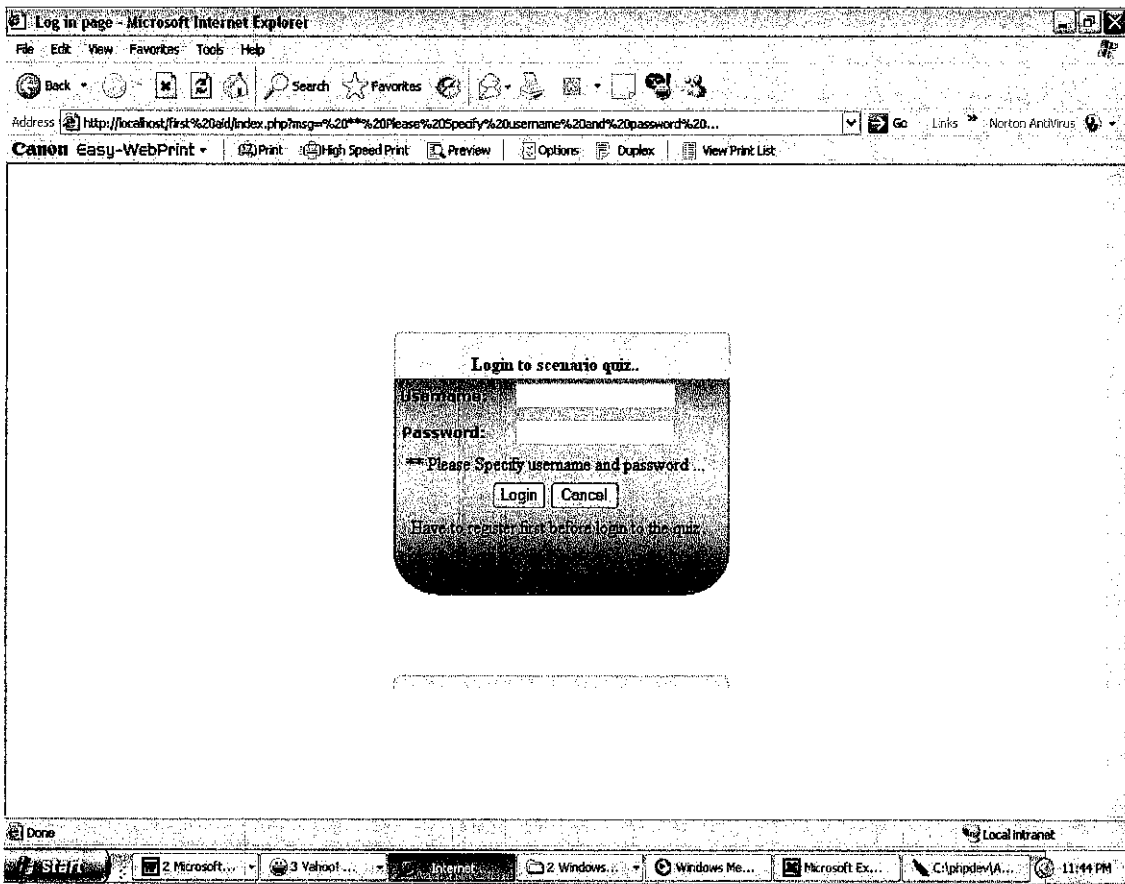 Log in page - Microsoft Internet Explorer
File Edit View Favorites Tools Help
Back Search Favorites
Address http://localhost/first%20aid/index.php?msg=%20**%20Please%20Specify%20username%20and%20password%20... Go Links » Norton AntiVirus
Canon Easy-WebPrint Print High Speed Print Preview Options Duplex View Print List
Login to scenario quiz..
Username:
Password:
** Please Specify username and password ...
Login Cancel
Have to register first before login to the quiz
Done Local intranet
start 2 Microsoft... 3 Yahoo! ... Internet 2 Windows... Windows Me... Microsoft Ex... C:\phpdev\A... 11:44 PM